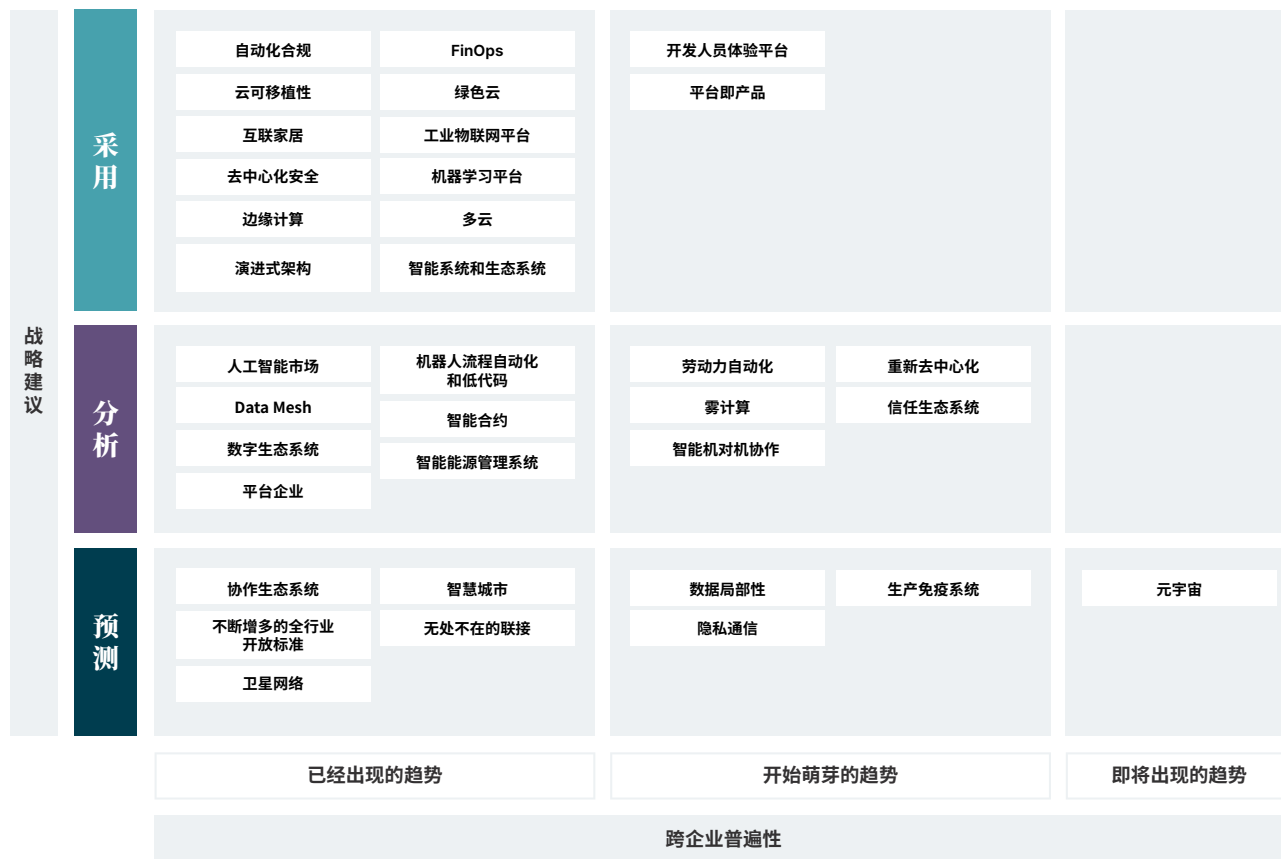 战
略
建
议
采
用
自动化合规
FinOps
云可移植性
绿色云
互联家居
工业物联网平台
去中心化安全
机器学习平台
边缘计算
多云
演进式架构
智能系统和生态系统
开发人员体验平台
平台即产品
分
析
人工智能市场
机器人流程自动化
和低代码
Data Mesh
智能合约
数字生态系统
智能能源管理系统
平台企业
劳动力自动化
重新去中心化
雾计算
信任生态系统
智能机对机协作
预
测
协作生态系统
智慧城市
不断增多的全行业
开放标准
无处不在的联接
卫星网络
数据局部性
生产免疫系统
隐私通信
元宇宙
已经出现的趋势
开始萌芽的趋势
即将出现的趋势
跨企业普遍性